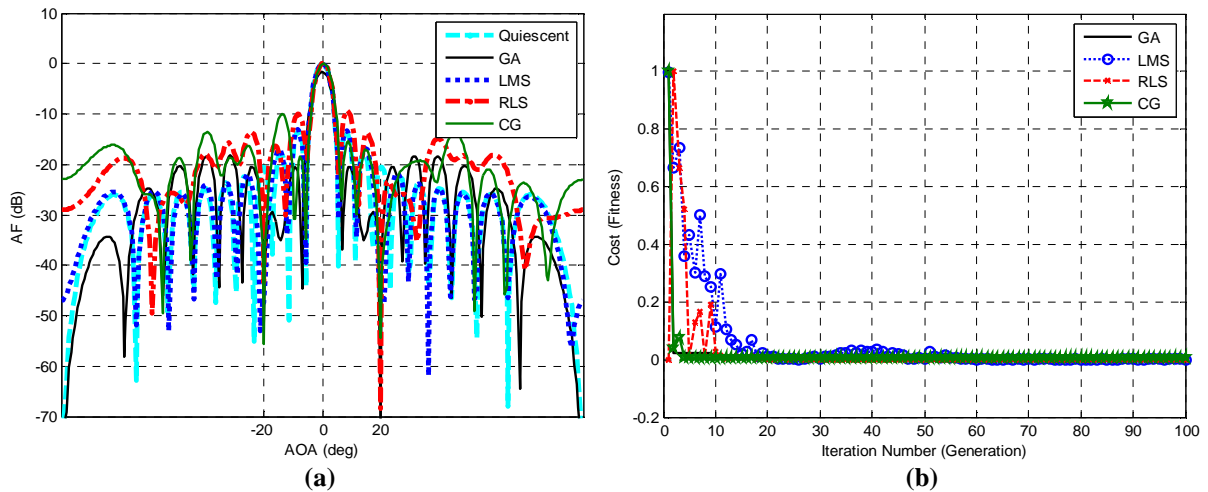 Quiescent
GA
LMS
RLS
CG
0
-10
-20
-30
-40
-50
-60
-70
AF (dB)
-20 0 20
AOA (deg)
(a)
GA
LMS
RLS
CG
1
0.8
0.6
0.4
0.2
0
-0.2
Cost (Fitness)
0 10 20 30 40 50 60 70 80 90 100
Iteration Number (Generation)
(b)